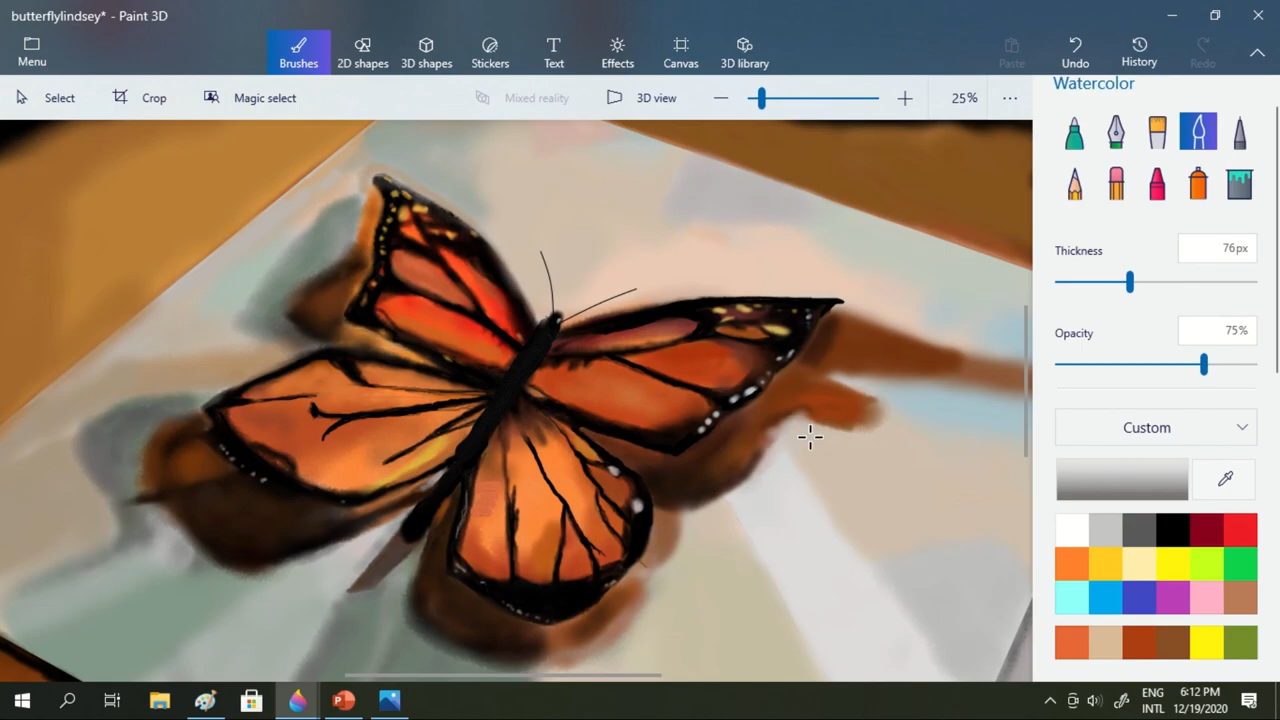 butterflylindsey* - Paint 3D
Menu
Brushes
2D shapes
3D shapes
Stickers
Text
Effects
Canvas
3D library
Paste
Undo
History
Redo
Select
Crop
Magic select
Mixed reality
3D view
25%
Watercolor
Thickness
76px
Opacity
75%
Custom
ENG
INTL
6:12 PM
12/19/2020